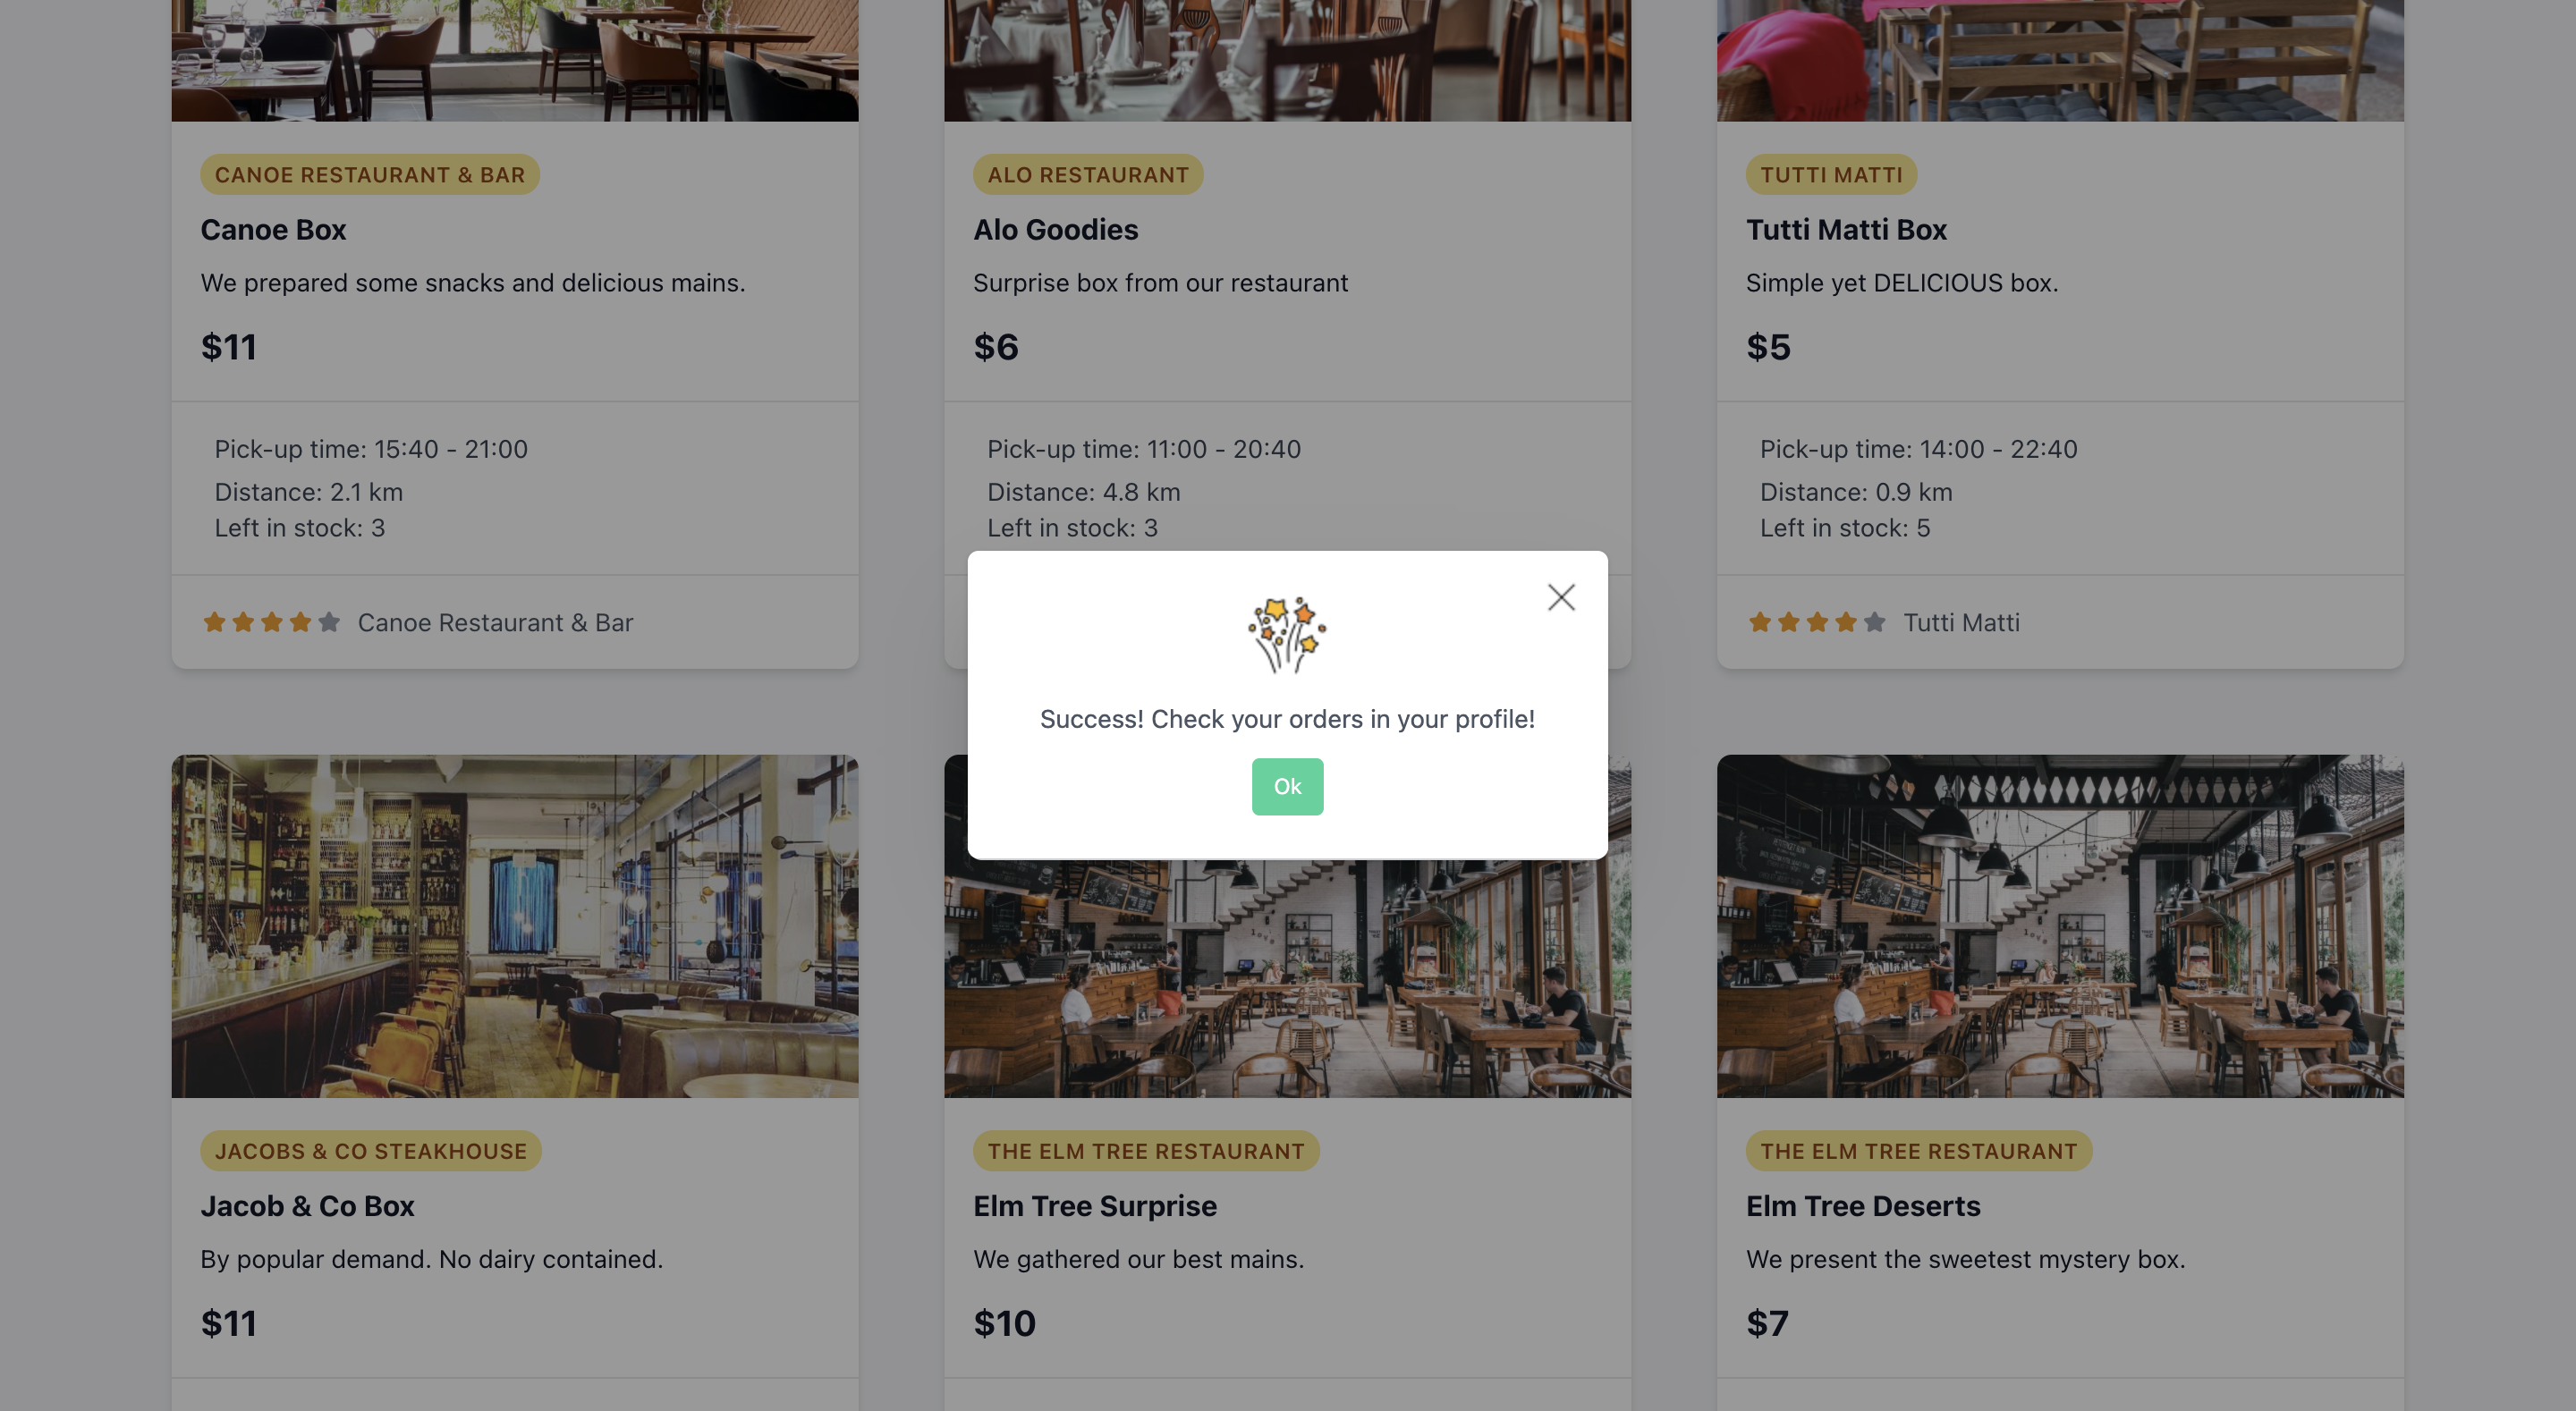 CANOE RESTAURANT & BAR
Canoe Box
We prepared some snacks and delicious mains.
$11
Pick-up time: 15:40 - 21:00
Distance: 2.1 km
Left in stock: 3
Canoe Restaurant & Bar
ALO RESTAURANT
Alo Goodies
Surprise box from our restaurant
$6
Pick-up time: 11:00 - 20:40
Distance: 4.8 km
Left in stock: 3
TUTTI MATTI
Tutti Matti Box
Simple yet DELICIOUS box.
$5
Pick-up time: 14:00 - 22:40
Distance: 0.9 km
Left in stock: 5
Tutti Matti
Success! Check your orders in your profile!
Ok
JACOBS & CO STEAKHOUSE
Jacob & Co Box
By popular demand. No dairy contained.
$11
THE ELM TREE RESTAURANT
Elm Tree Surprise
We gathered our best mains.
$10
THE ELM TREE RESTAURANT
Elm Tree Deserts
We present the sweetest mystery box.
$7